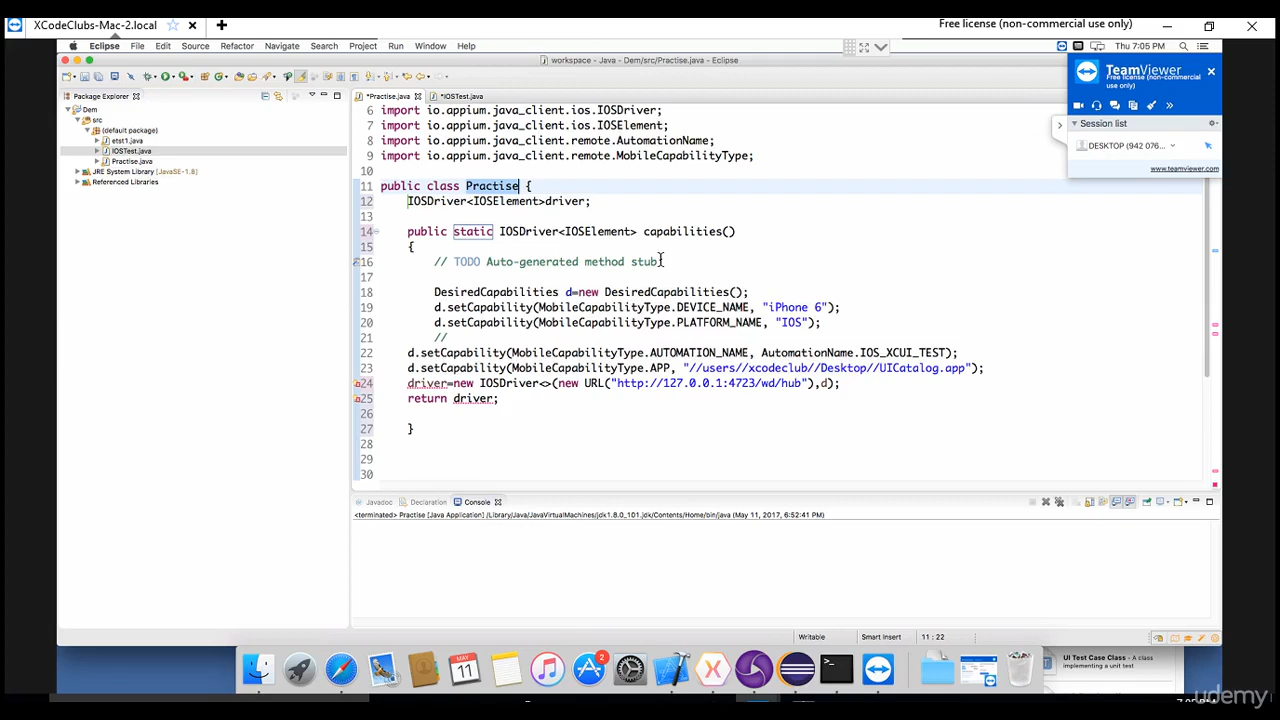 XCodeClubs-Mac-2.local
Free license (non-commercial use only)
Eclipse File Edit Source Refactor Navigate Search Project Run Window Help
Thu 7:05 PM
workspace - Java - Dem/src/Practise.java - Eclipse
TeamViewer
Free license (non-commercial use only)
Session list
DESKTOP (942 076...
www.teamviewer.com
Package Explorer
Dem
src
(default package)
etst1.java
IOSTest.java
Practise.java
JRE System Library [JavaSE-1.8]
Referenced Libraries
*Practise.java
*IOSTest.java
6 import io.appium.java_client.ios.IOSDriver;
7 import io.appium.java_client.ios.IOSElement;
8 import io.appium.java_client.remote.AutomationName;
9 import io.appium.java_client.remote.MobileCapabilityType;
10
11 public class Practise {
12 IOSDriver<IOSElement>driver;
13
14 public static IOSDriver<IOSElement> capabilities()
15 {
16 // TODO Auto-generated method stub
18 DesiredCapabilities d=new DesiredCapabilities();
19 d.setCapability(MobileCapabilityType.DEVICE_NAME, "iPhone 6");
20 d.setCapability(MobileCapabilityType.PLATFORM_NAME, "IOS");
21 //
22 d.setCapability(MobileCapabilityType.AUTOMATION_NAME, AutomationName.IOS_XCUI_TEST);
23 d.setCapability(MobileCapabilityType.APP, "//users//xcodeclub//Desktop//UICatalog.app");
24 driver=new IOSDriver<>(new URL("http://127.0.0.1:4723/wd/hub"),d);
25 return driver;
26
27 }
28
29
30
Javadoc Declaration Console
<terminated> Practise [Java Application] /Library/Java/JavaVirtualMachines/jdk1.8.0_101.jdk/Contents/Home/bin/java (May 11, 2017, 6:52:41 PM)
Writable Smart Insert 11 : 22
2
MAY
11
UI Test Case Class - A class
implementing a unit test
udemy